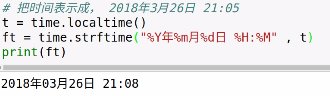 # 把时间表示成， 2018年3月26日 21:05
t = time.localtime()
ft = time.strftime("%Y年%m月%d日 %H:%M" , t)
print(ft)
2018年03月26日 21:08